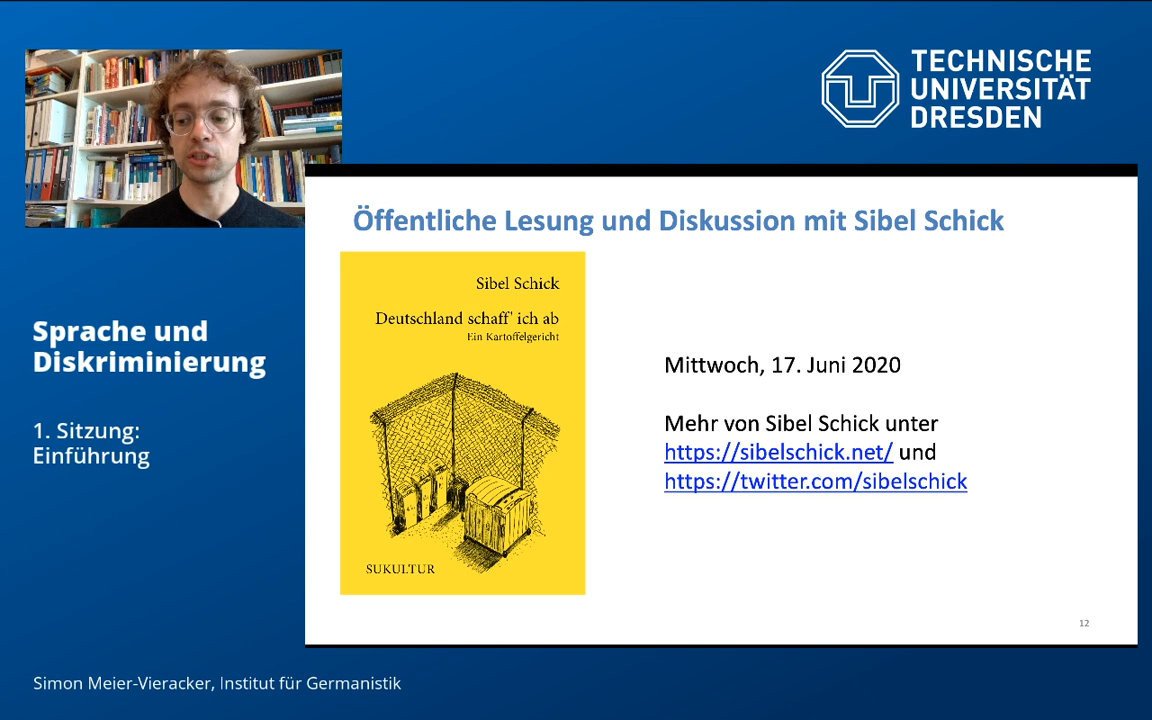 TECHNISCHE
UNIVERSITÄT
DRESDEN
Öffentliche Lesung und Diskussion mit Sibel Schick
Sibel Schick
Deutschland schaff' ich ab
Ein Kartoffelgericht
SUKULTUR
Mittwoch, 17. Juni 2020
Mehr von Sibel Schick unter
https://sibelschick.net/ und
https://twitter.com/sibelschick
12
Sprache und
Diskriminierung
1. Sitzung:
Einführung
Simon Meier-Vieracker, Institut für Germanistik